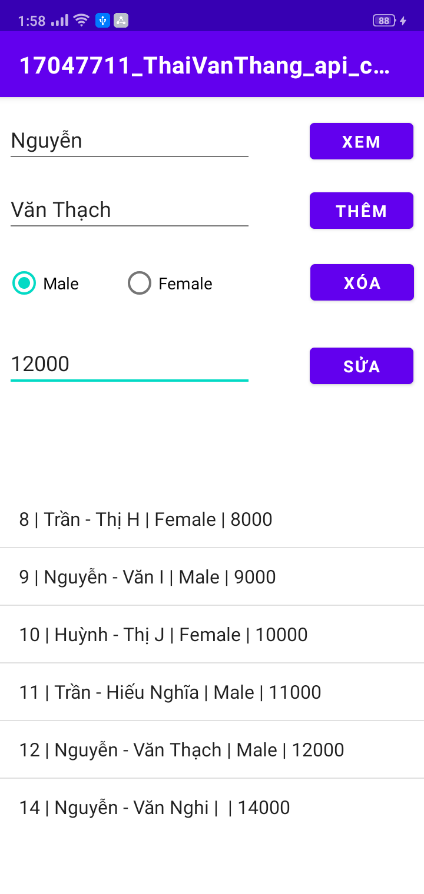 1:58 88
17047711_ThaiVanThang_api_c...
Nguyễn XEM
Văn Thạch THÊM
Male Female XÓA
12000 SỬA
8 | Trần - Thị H | Female | 8000
9 | Nguyễn - Văn I | Male | 9000
10 | Huỳnh - Thị J | Female | 10000
11 | Trần - Hiếu Nghĩa | Male | 11000
12 | Nguyễn - Văn Thạch | Male | 12000
14 | Nguyễn - Văn Nghi |  | 14000